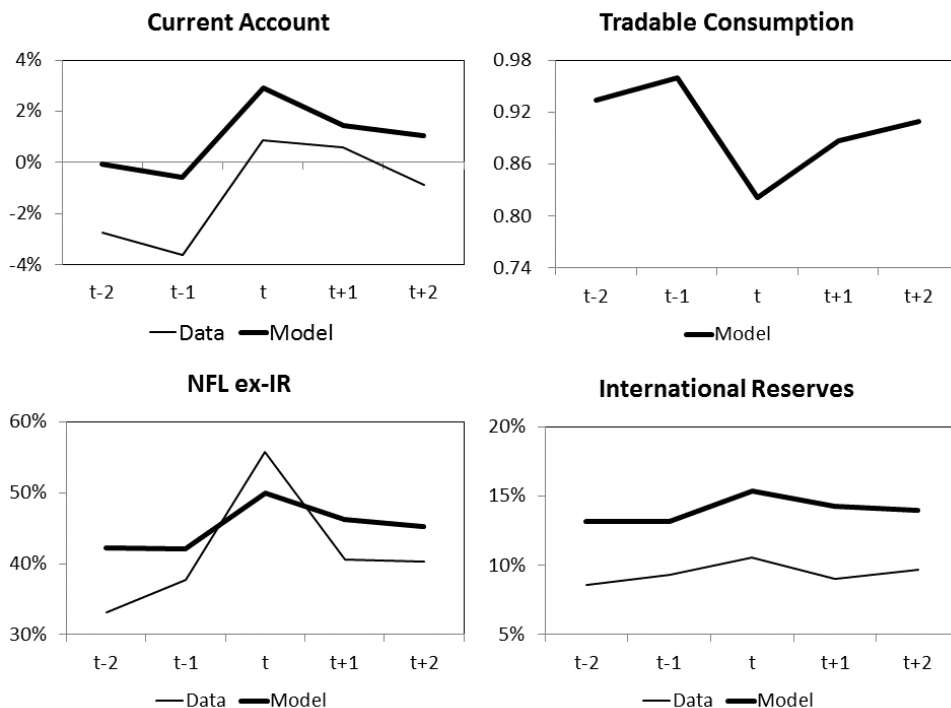 Current Account
4%
2%
0%
-2%
-4%
t-2 t-1 t t+1 t+2
Data Model
Tradable Consumption
0.98
0.92
0.86
0.80
0.74
t-2 t-1 t t+1 t+2
Model
NFL ex-IR
60%
50%
40%
30%
t-2 t-1 t t+1 t+2
Data Model
International Reserves
20%
15%
10%
5%
t-2 t-1 t t+1 t+2
Data Model